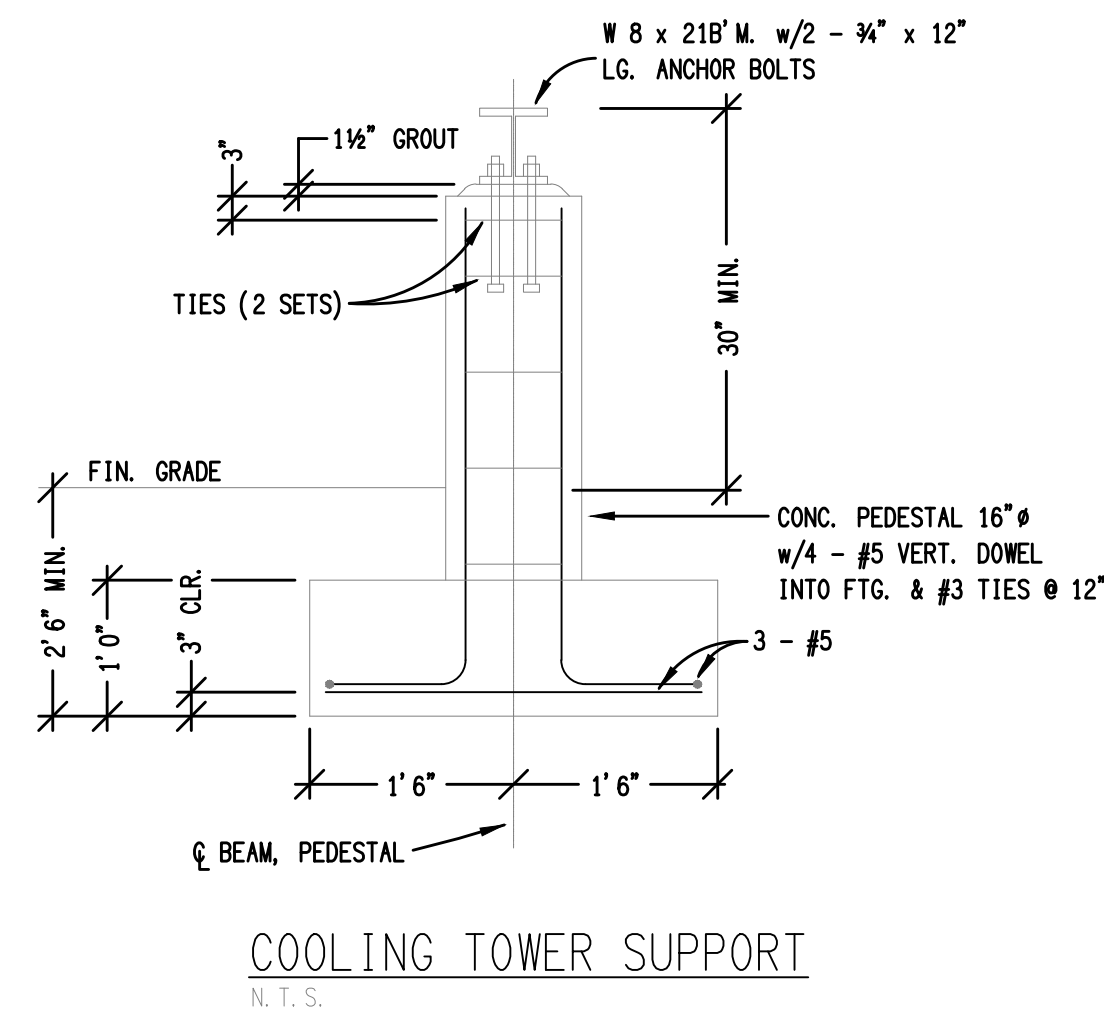 W 8 x 21B'M. w/2 - ¾" x 12"
LG. ANCHOR BOLTS
1½" GROUT
3"
TIES (2 SETS)
30" MIN.
FIN. GRADE
CONC. PEDESTAL 16"ø
w/4 - #5 VERT. DOWEL
INTO FTG. & #3 TIES @ 12"
2'6" MIN.
1'0"
3" CLR.
3 - #5
1'6"
1'6"
℄ BEAM, PEDESTAL
COOLING TOWER SUPPORT
N.T.S.